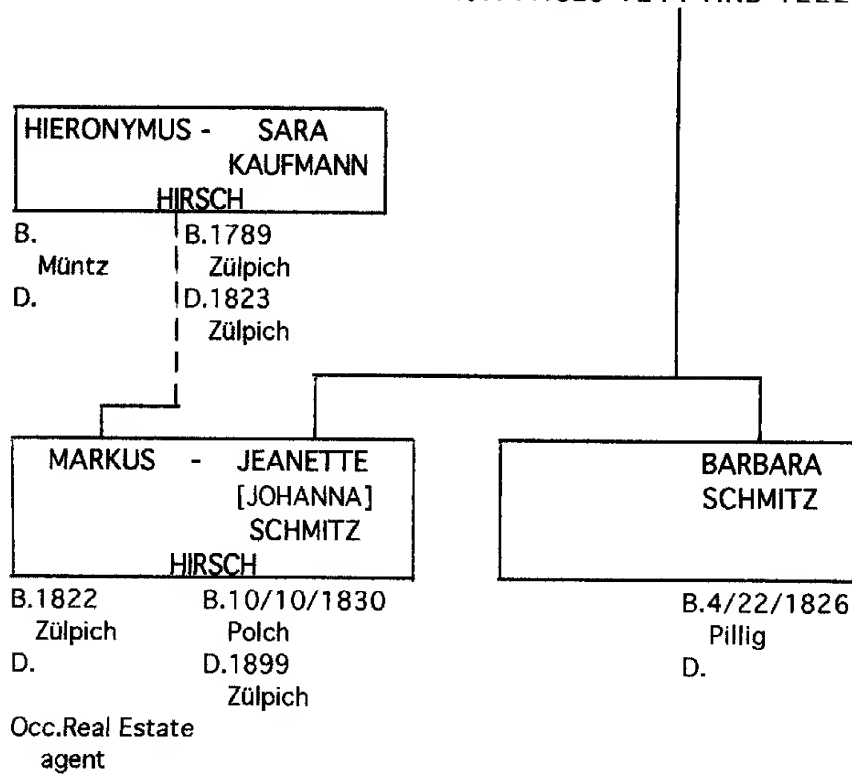 HIERONYMUS - SARA
KAUFMANN
HIRSCH
B. B.1789
Müntz Zülpich
D. D.1823
Zülpich
MARKUS - JEANETTE
[JOHANNA]
SCHMITZ
HIRSCH
B.1822 B.10/10/1830
Zülpich Polch
D. D.1899
Zülpich
Occ.Real Estate
agent
BARBARA
SCHMITZ
B.4/22/1826
Pillig
D.